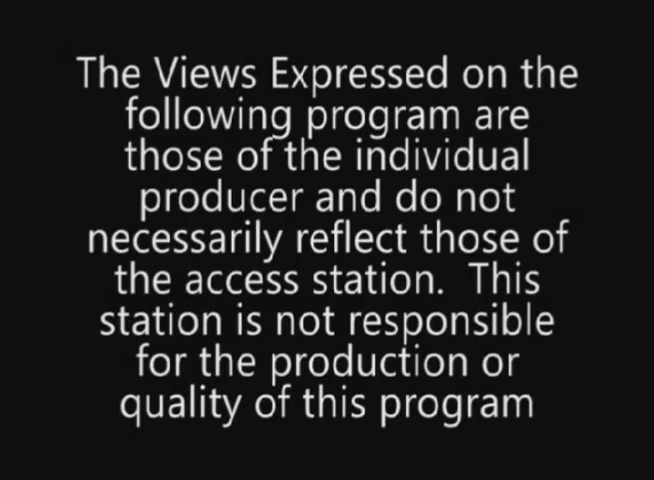 The Views Expressed on the
following program are
those of the individual
producer and do not
necessarily reflect those of
the access station.  This
station is not responsible
for the production or
quality of this program